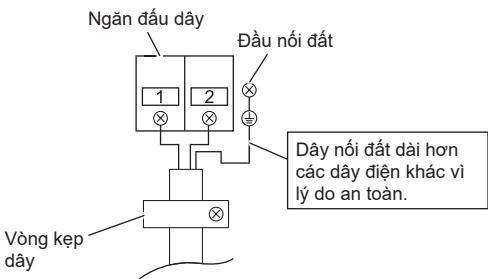 Ngăn đấu dây
Đầu nối đất
1 2
Dây nối đất dài hơn
các dây điện khác vì
lý do an toàn.
Vòng kẹp
dây